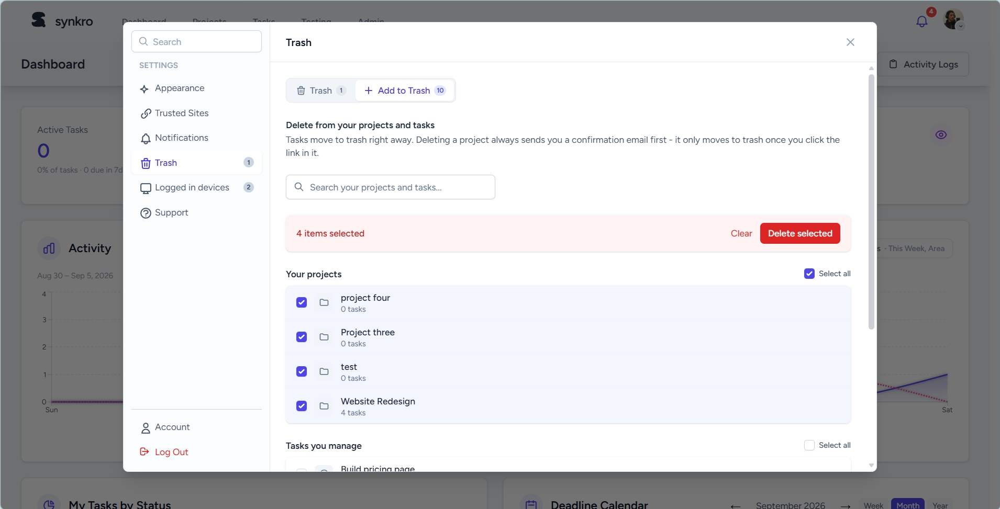 synkro
Dashboard
Projects
Tasks
Testing
Admin
4
Dashboard
Activity Logs
Search
SETTINGS
Appearance
Trusted Sites
Notifications
Trash 1
Logged in devices 2
Support
Account
Log Out
Trash
Trash 1
Add to Trash 10
Delete from your projects and tasks
Tasks move to trash right away. Deleting a project always sends you a confirmation email first - it only moves to trash once you click the
link in it.
Search your projects and tasks...
4 items selected
Clear
Delete selected
Your projects
Select all
project four
0 tasks
Project three
0 tasks
test
0 tasks
Website Redesign
4 tasks
Tasks you manage
Select all
Build pricing page
Active Tasks
0
0% of tasks · 0 due in 7d
Activity
Aug 30 – Sep 5, 2026
· This Week, Area
4
3
2
1
0
Sun
Sat
My Tasks by Status
Deadline Calendar
← September 2026 →
Week
Month
Year